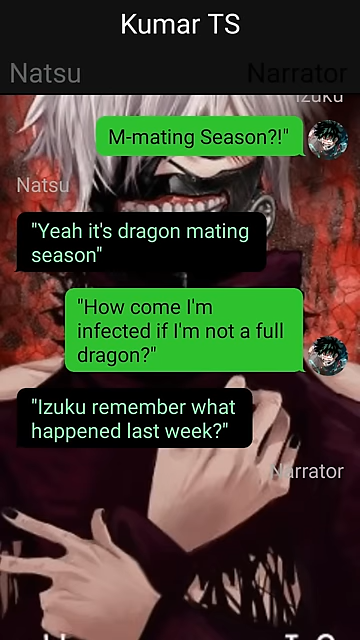 Kumar TS
Natsu
Narrator
Izuku
M-mating Season?!"
Natsu
"Yeah it's dragon mating
season"
"How come I'm
infected if I'm not a full
dragon?"
"Izuku remember what
happened last week?"
Narrator